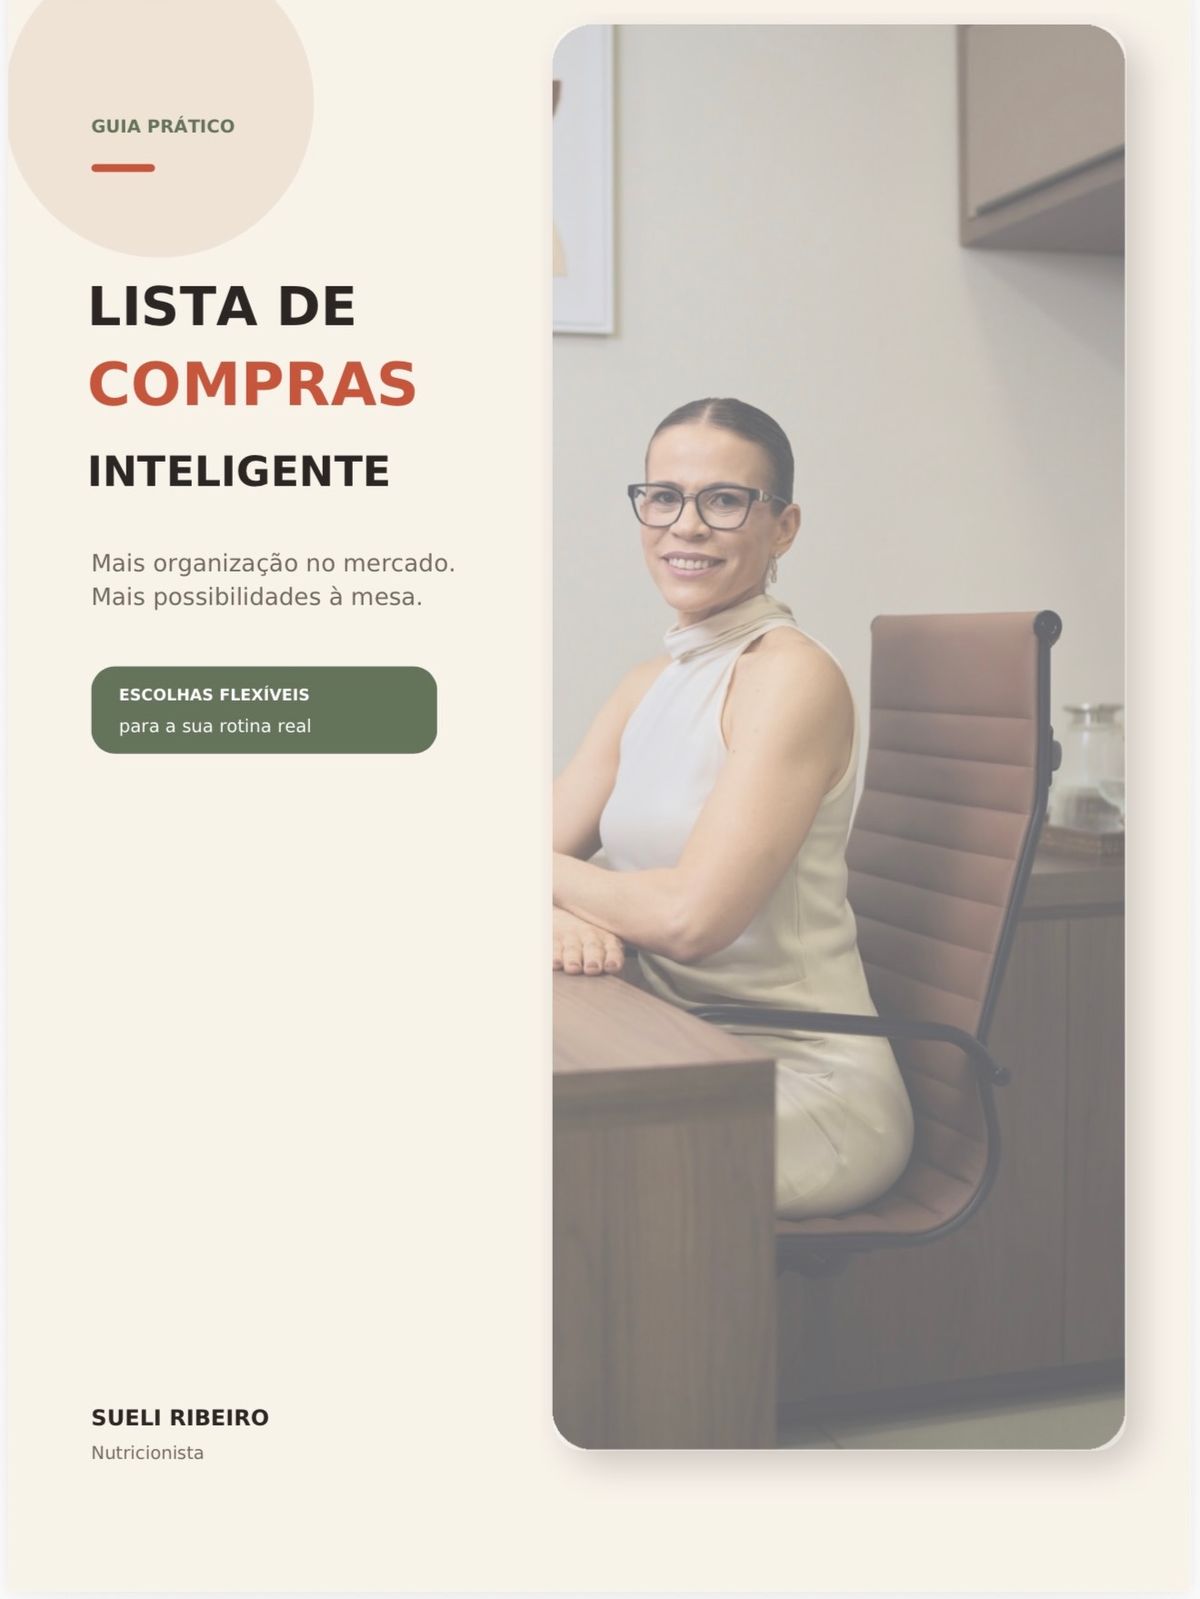 GUIA PRÁTICO
LISTA DE
COMPRAS
INTELIGENTE
Mais organização no mercado.
Mais possibilidades à mesa.
ESCOLHAS FLEXÍVEIS
para a sua rotina real
SUELI RIBEIRO
Nutricionista